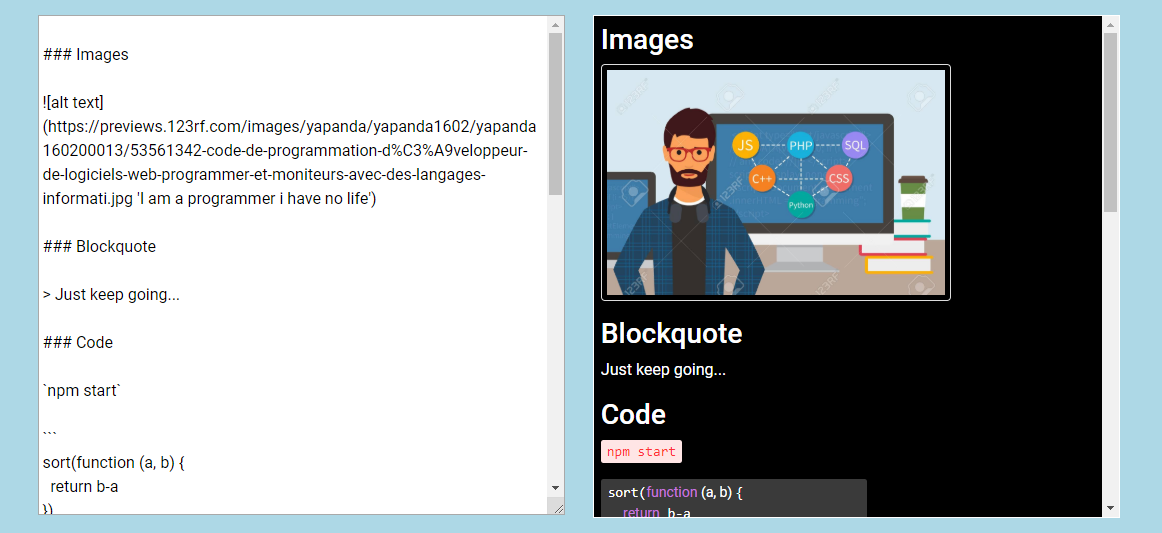 ### Images
![alt text]
(https://previews.123rf.com/images/yapanda/yapanda1602/yapanda
160200013/53561342-code-de-programmation-d%C3%A9veloppeur-
de-logiciels-web-programmer-et-moniteurs-avec-des-langages-
informati.jpg 'I am a programmer i have no life')
### Blockquote
> Just keep going...
### Code
`npm start`
```
sort(function (a, b) {
return b-a
})
Images
JS
PHP
SQL
C++
CSS
Python
123RF
Blockquote
Just keep going...
Code
npm start
sort(function (a, b) {
return b-a